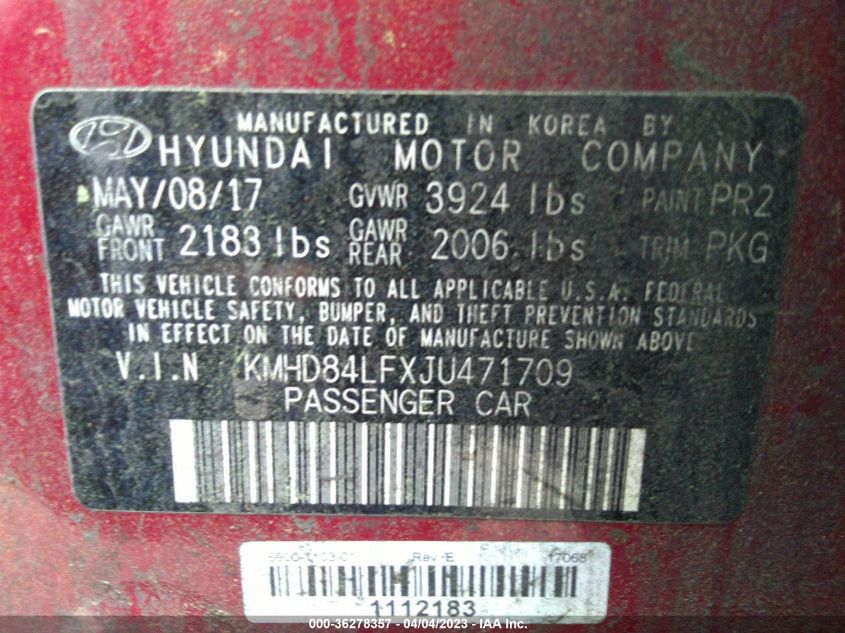 MANUFACTURED IN KOREA BY
HYUNDAI MOTOR COMPANY
MAY/08/17 GVWR 3924 lbs PAINT PR2
GAWR FRONT 2183 lbs GAWR REAR 2006 lbs TRIM PKG
THIS VEHICLE CONFORMS TO ALL APPLICABLE U.S.A. FEDERAL
MOTOR VEHICLE SAFETY, BUMPER, AND THEFT PREVENTION STANDARDS
IN EFFECT ON THE DATE OF MANUFACTURE SHOWN ABOVE
V.I.N KMHD84LFXJU471709
PASSENGER CAR
Rev E 17068
1112183
000-36278357 - 04/04/2023 - IAA Inc.